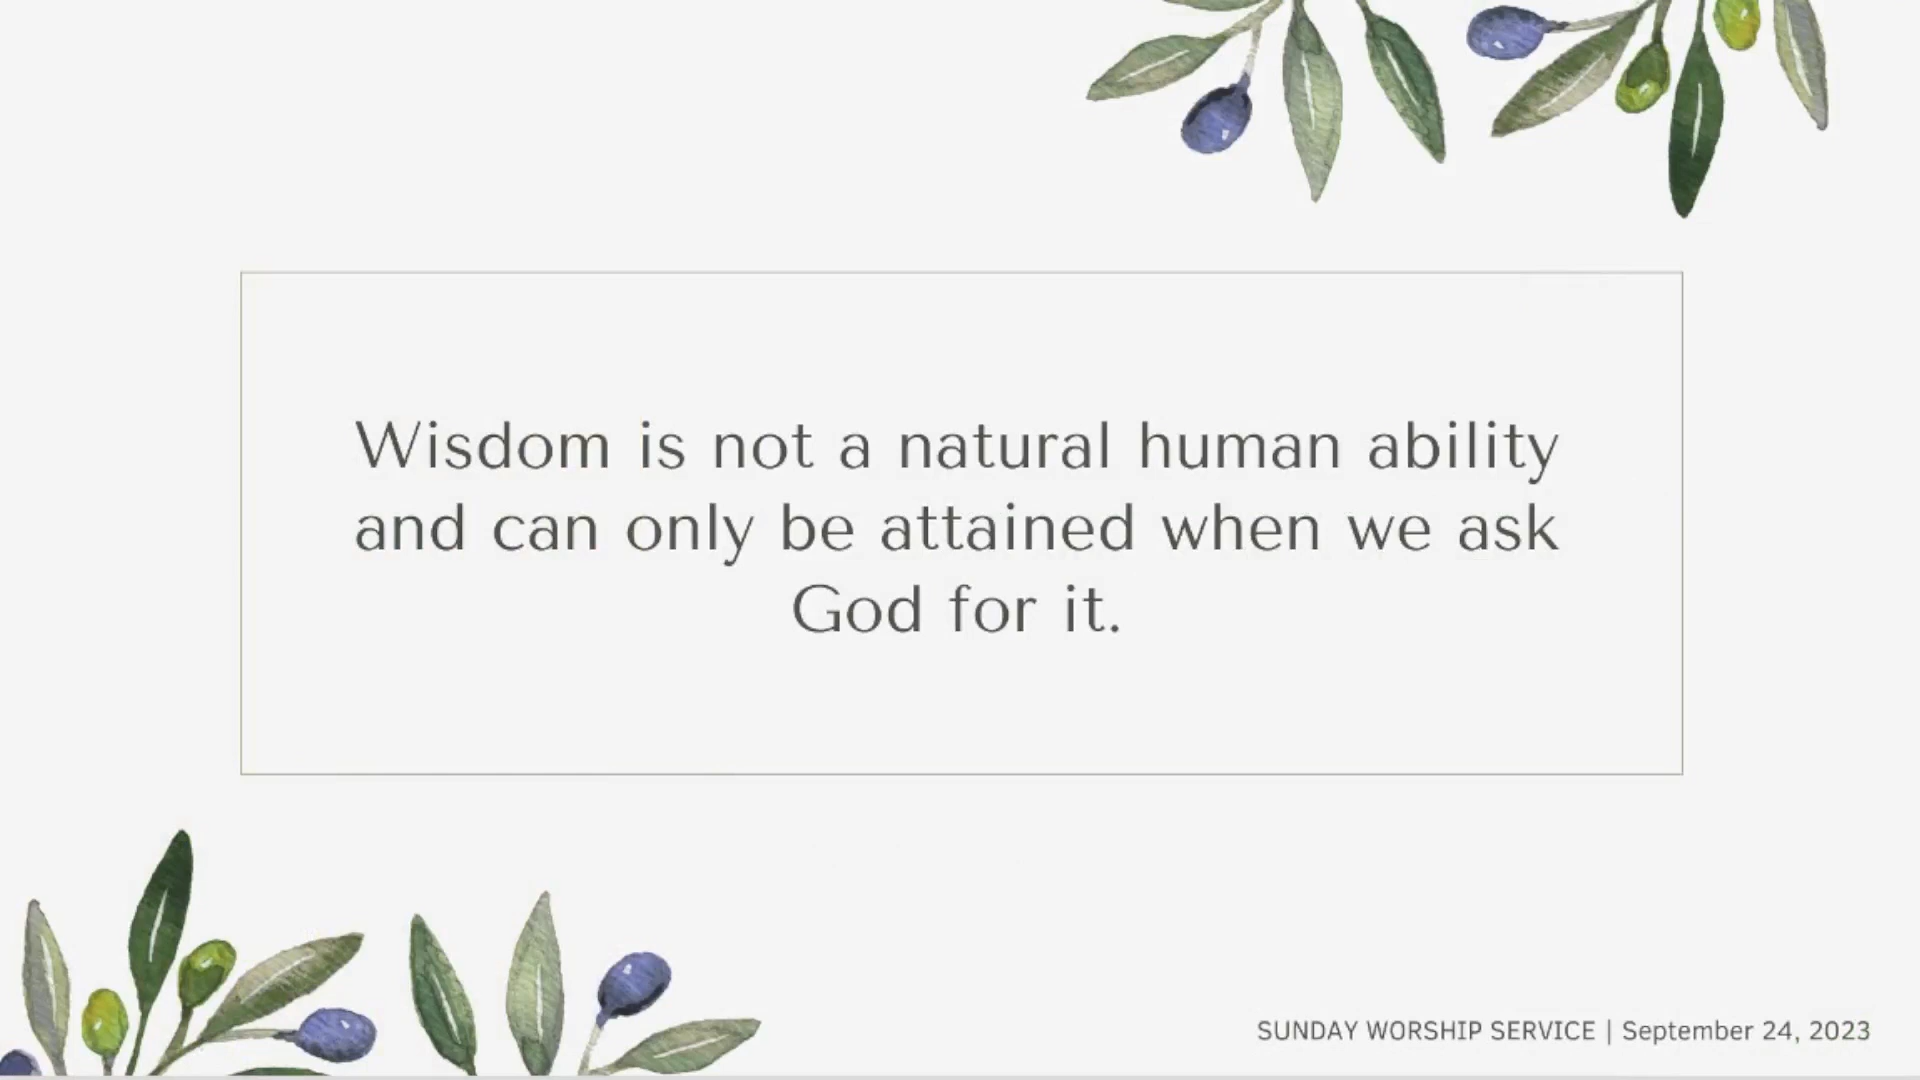 Wisdom is not a natural human ability
and can only be attained when we ask
God for it.
SUNDAY WORSHIP SERVICE | September 24, 2023